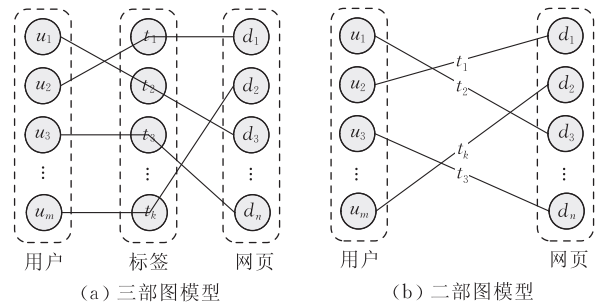 u₁ t₁ d₁ u₁ d₁
u₂ t₂ d₂ t₁ u₂ t₂ d₂
u₃ t₃ d₃ u₃ d₃
⋮ ⋮ ⋮ ⋮ tₖ t₃ ⋮
uₘ tₖ dₙ uₘ dₙ
用户 标签 网页 用户 网页
(a)三部图模型 (b)二部图模型